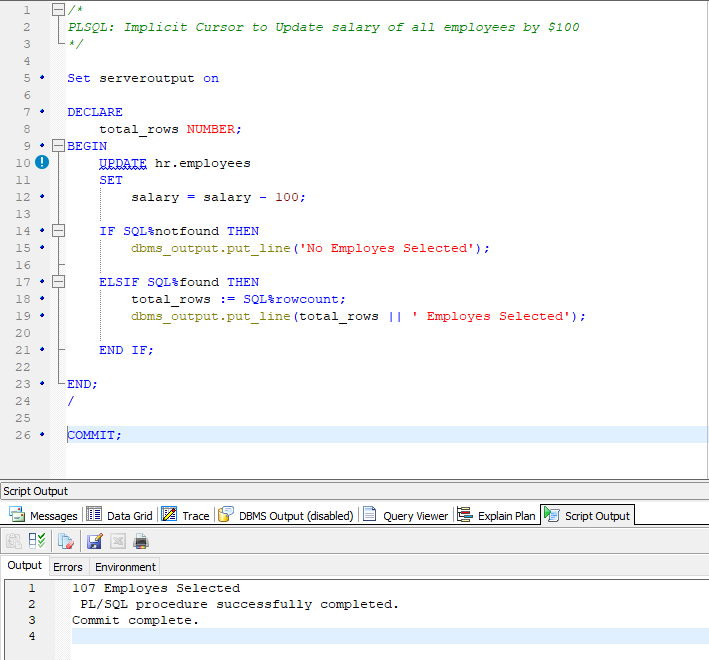 1 /*
2 PLSQL: Implicit Cursor to Update salary of all employees by $100
3 */
4
5 Set serveroutput on
6
7 DECLARE
8 total_rows NUMBER;
9 BEGIN
10 UPDATE hr.employees
11 SET
12 salary = salary - 100;
13
14 IF SQL%notfound THEN
15 dbms_output.put_line('No Employes Selected');
16
17 ELSIF SQL%found THEN
18 total_rows := SQL%rowcount;
19 dbms_output.put_line(total_rows || ' Employes Selected');
20
21 END IF;
22
23 END;
24 /
25
26 COMMIT;
Script Output
Messages Data Grid Trace DBMS Output (disabled) Query Viewer Explain Plan Script Output
Output Errors Environment
1 107 Employes Selected
2 PL/SQL procedure successfully completed.
3 Commit complete.
4